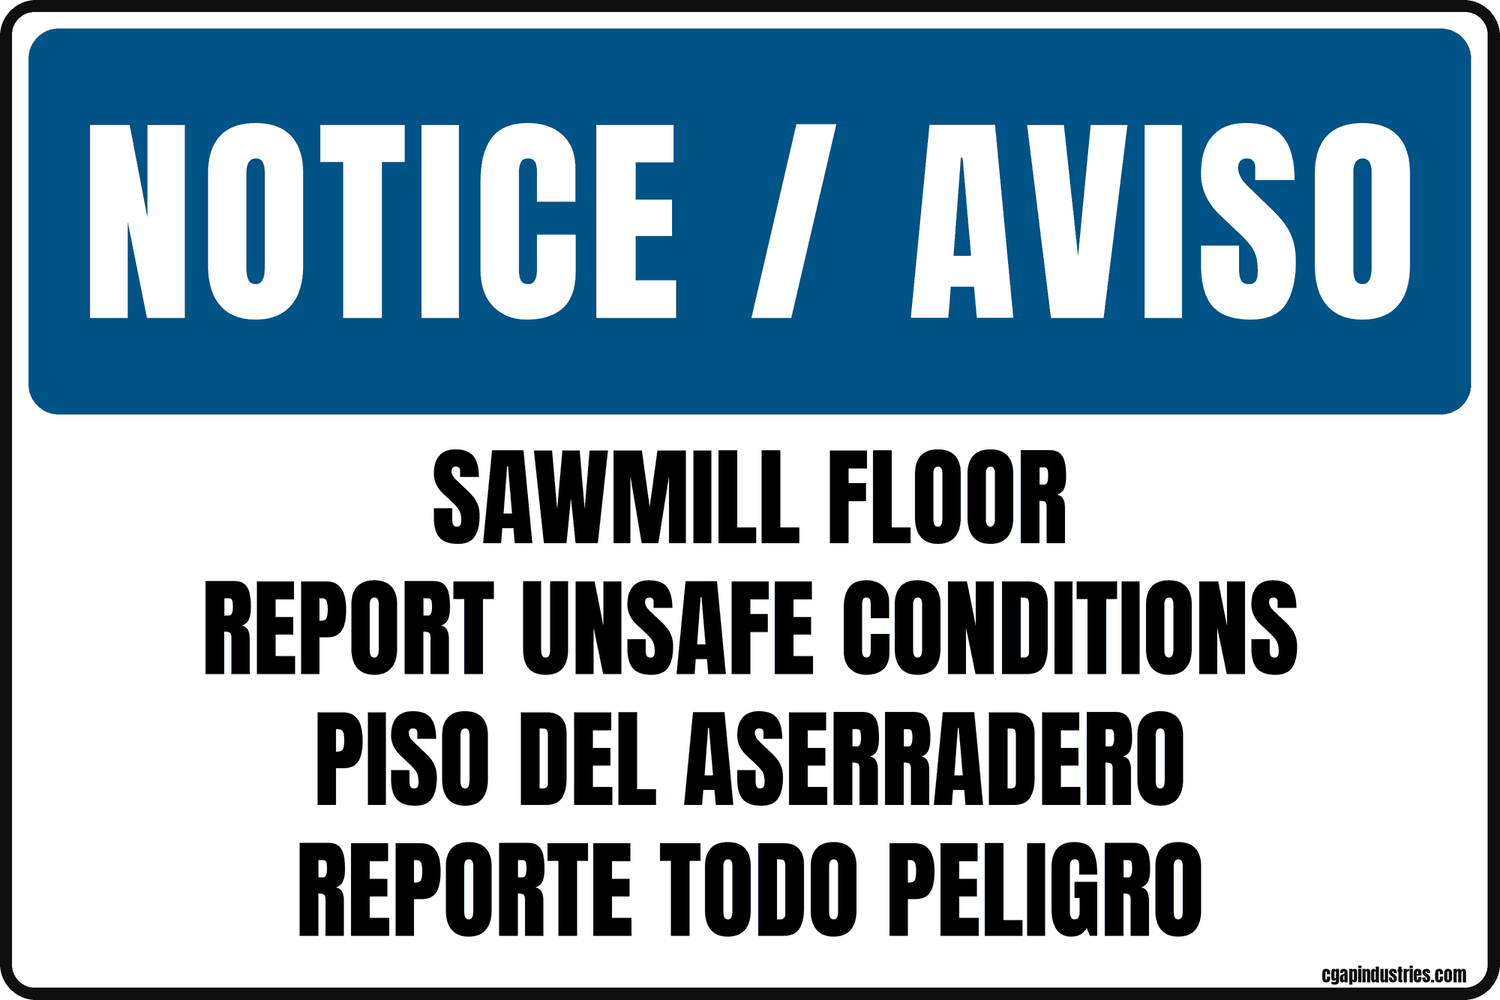 NOTICE / AVISO
SAWMILL FLOOR
REPORT UNSAFE CONDITIONS
PISO DEL ASERRADERO
REPORTE TODO PELIGRO
cgapindustries.com